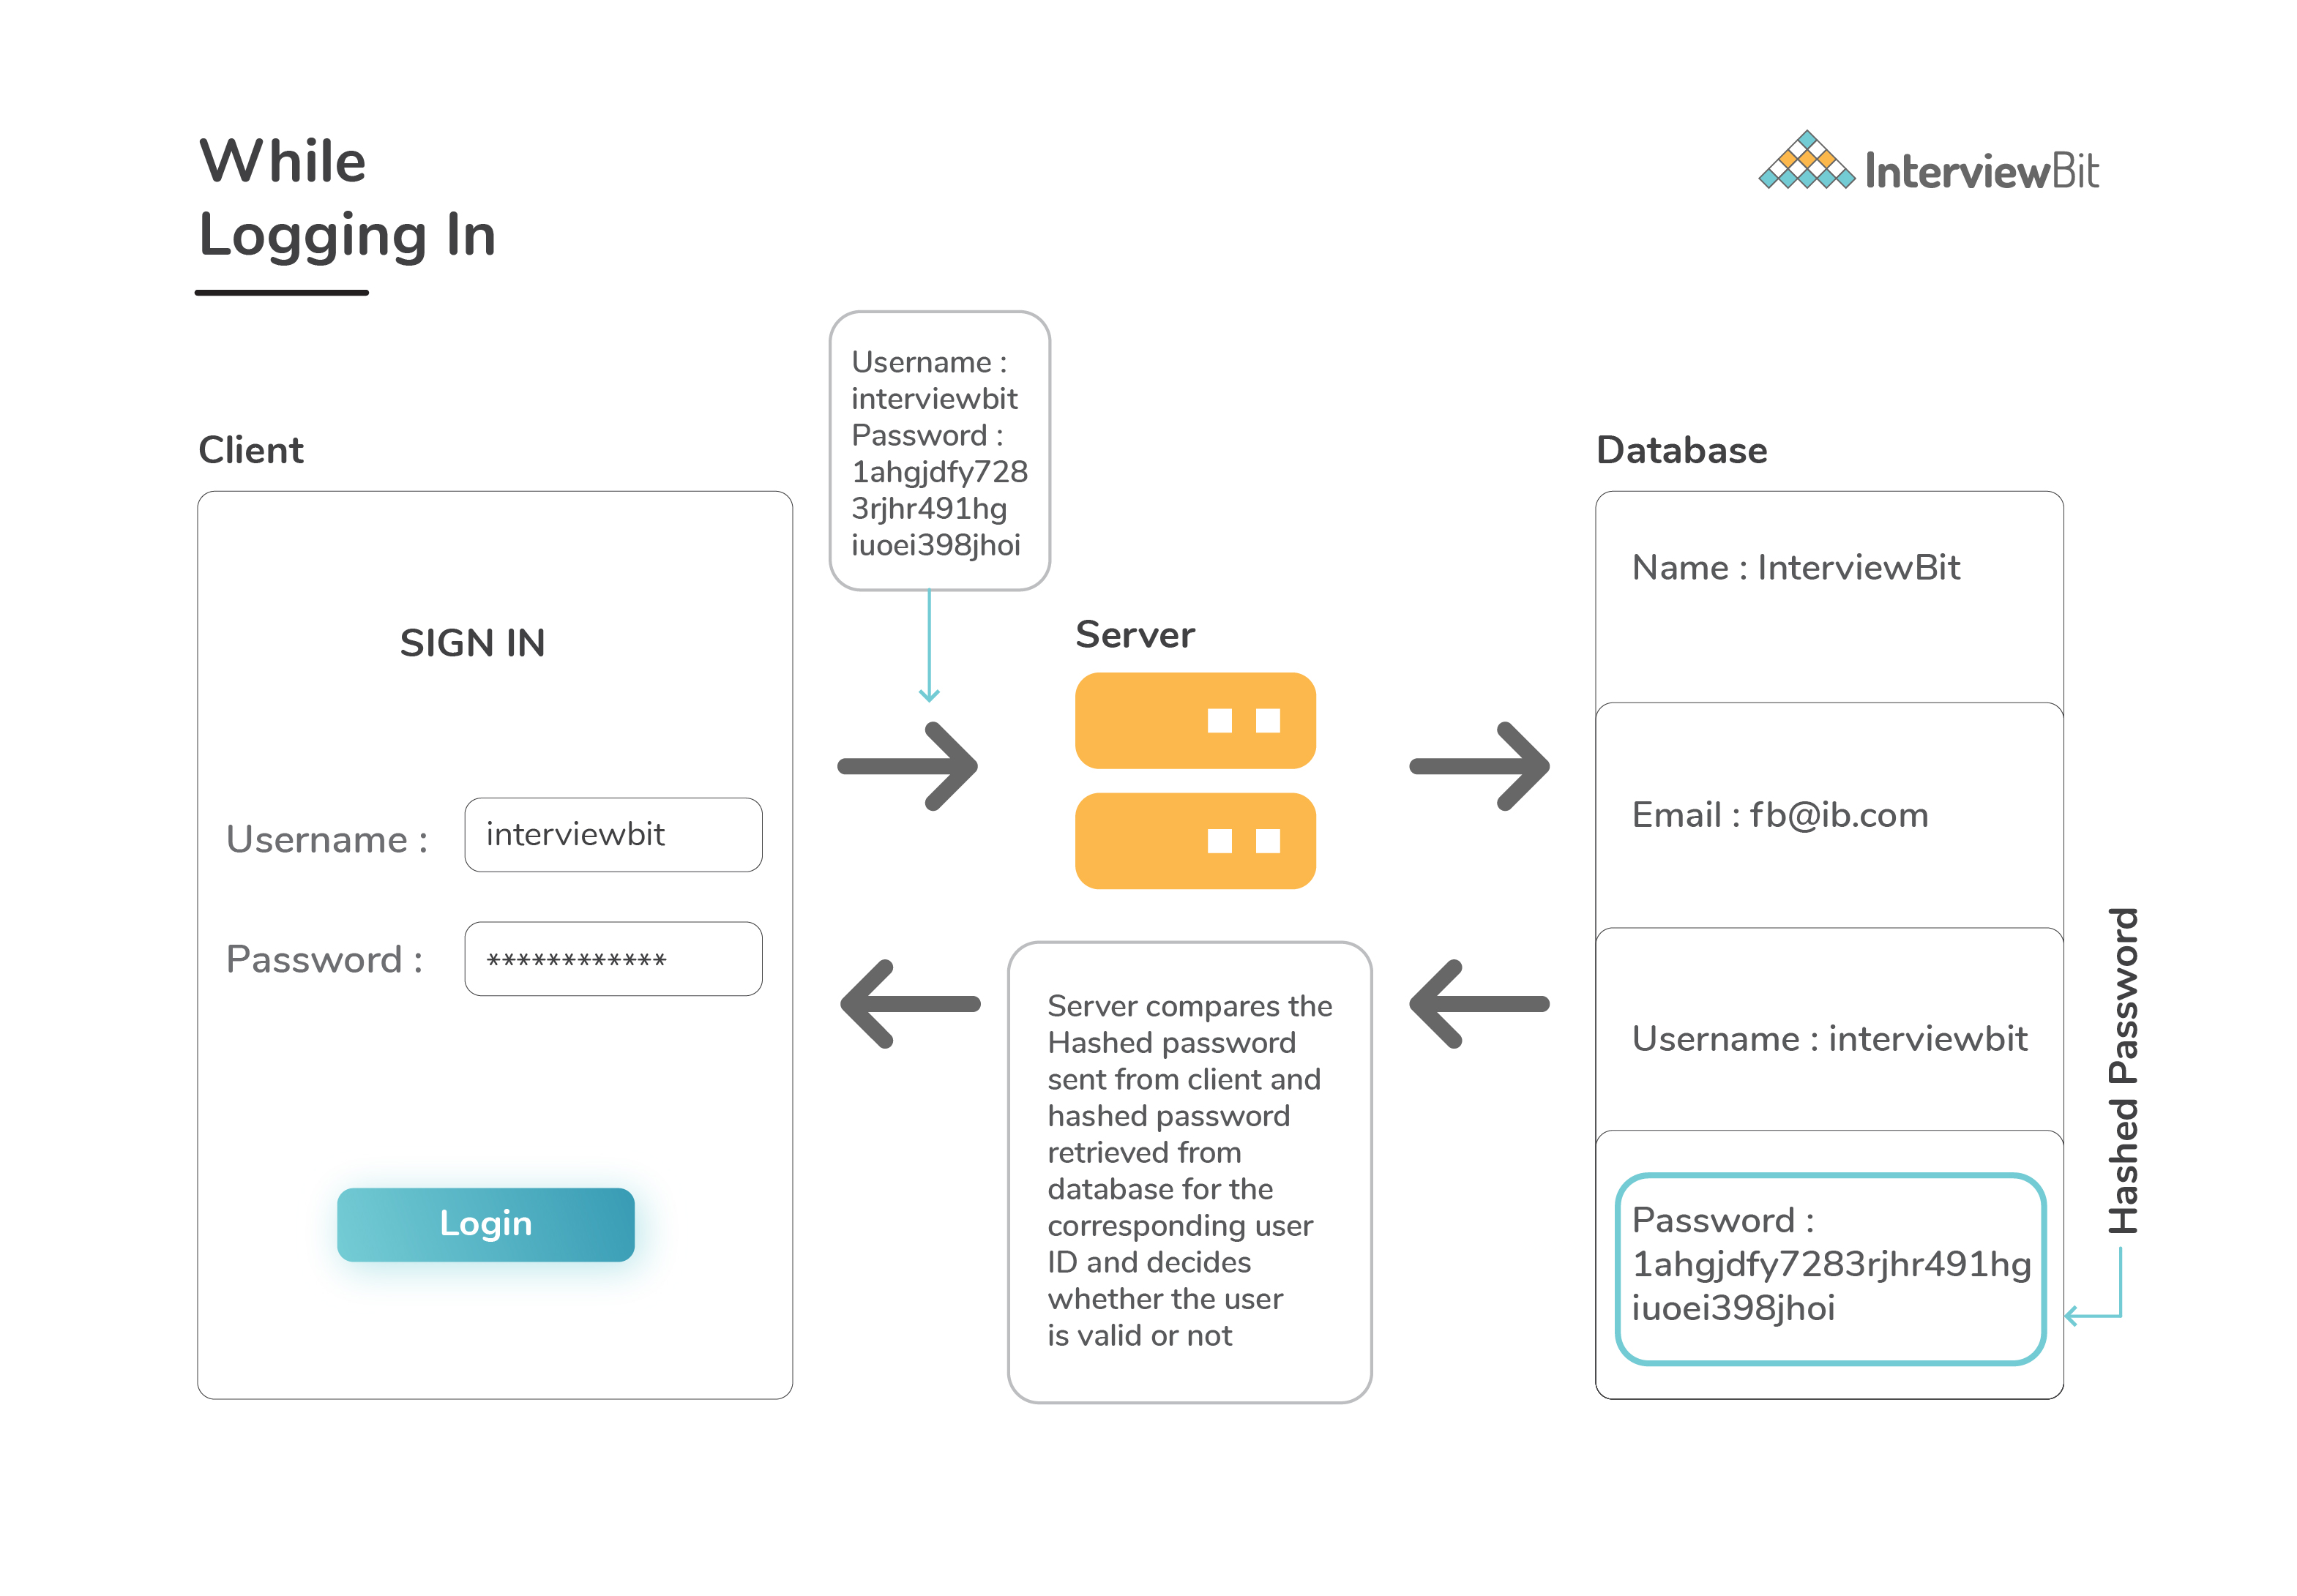 While
Logging In
InterviewBit
Client
SIGN IN
Username :
interviewbit
Password :
************
Login
Username :
interviewbit
Password :
1ahgjdfy728
3rjhr491hg
iuoei398jhoi
Server
Server compares the
Hashed password
sent from client and
hashed password
retrieved from
database for the
corresponding user
ID and decides
whether the user
is valid or not
Database
Name : InterviewBit
Email : fb@ib.com
Username : interviewbit
Password :
1ahgjdfy7283rjhr491hg
iuoei398jhoi
Hashed Password